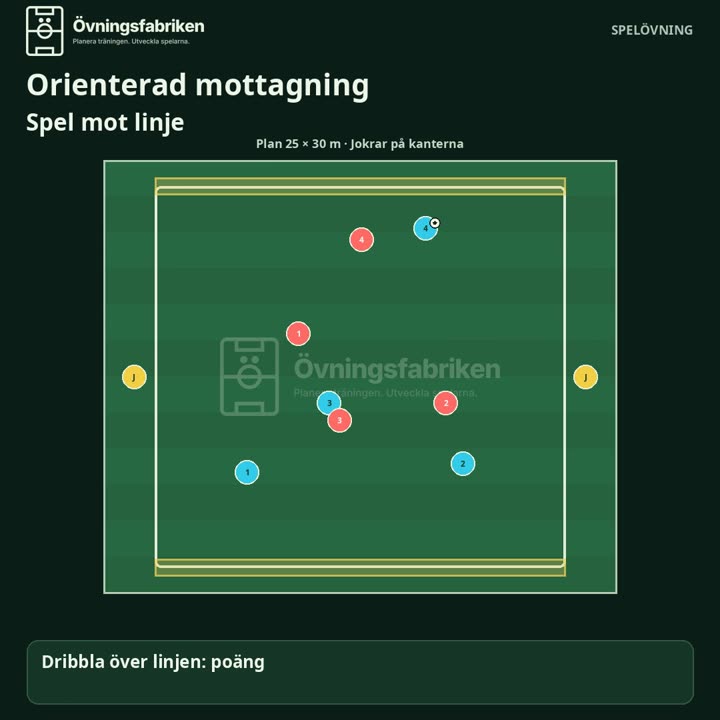 Övningsfabriken
Planera träningen. Utveckla spelarna.
SPELÖVNING
Orienterad mottagning
Spel mot linje
Plan 25 × 30 m · Jokrar på kanterna
4
4
1
J
Övningsfabriken
J
Planera träningen. Utveckla spelarna.
3
2
3
1
2
Dribbla över linjen: poäng